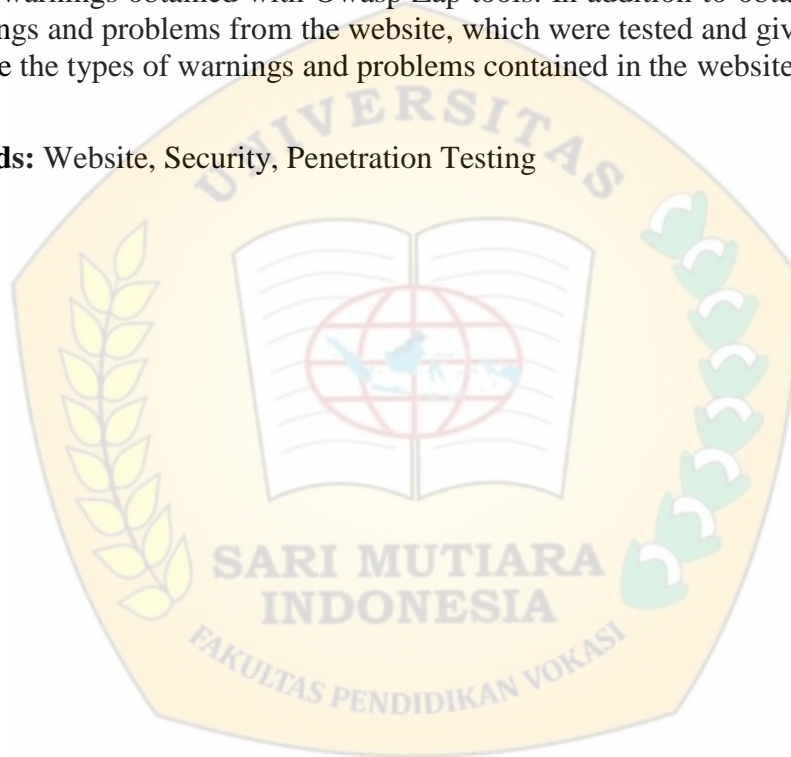 warnings obtained with Owasp Zap tools. In addition to obta
ngs and problems from the website, which were tested and giv
e the types of warnings and problems contained in the website
ds: Website, Security, Penetration Testing
UNIVERSITAS
SARI MUTIARA
INDONESIA
FAKULTAS PENDIDIKAN VOKASI